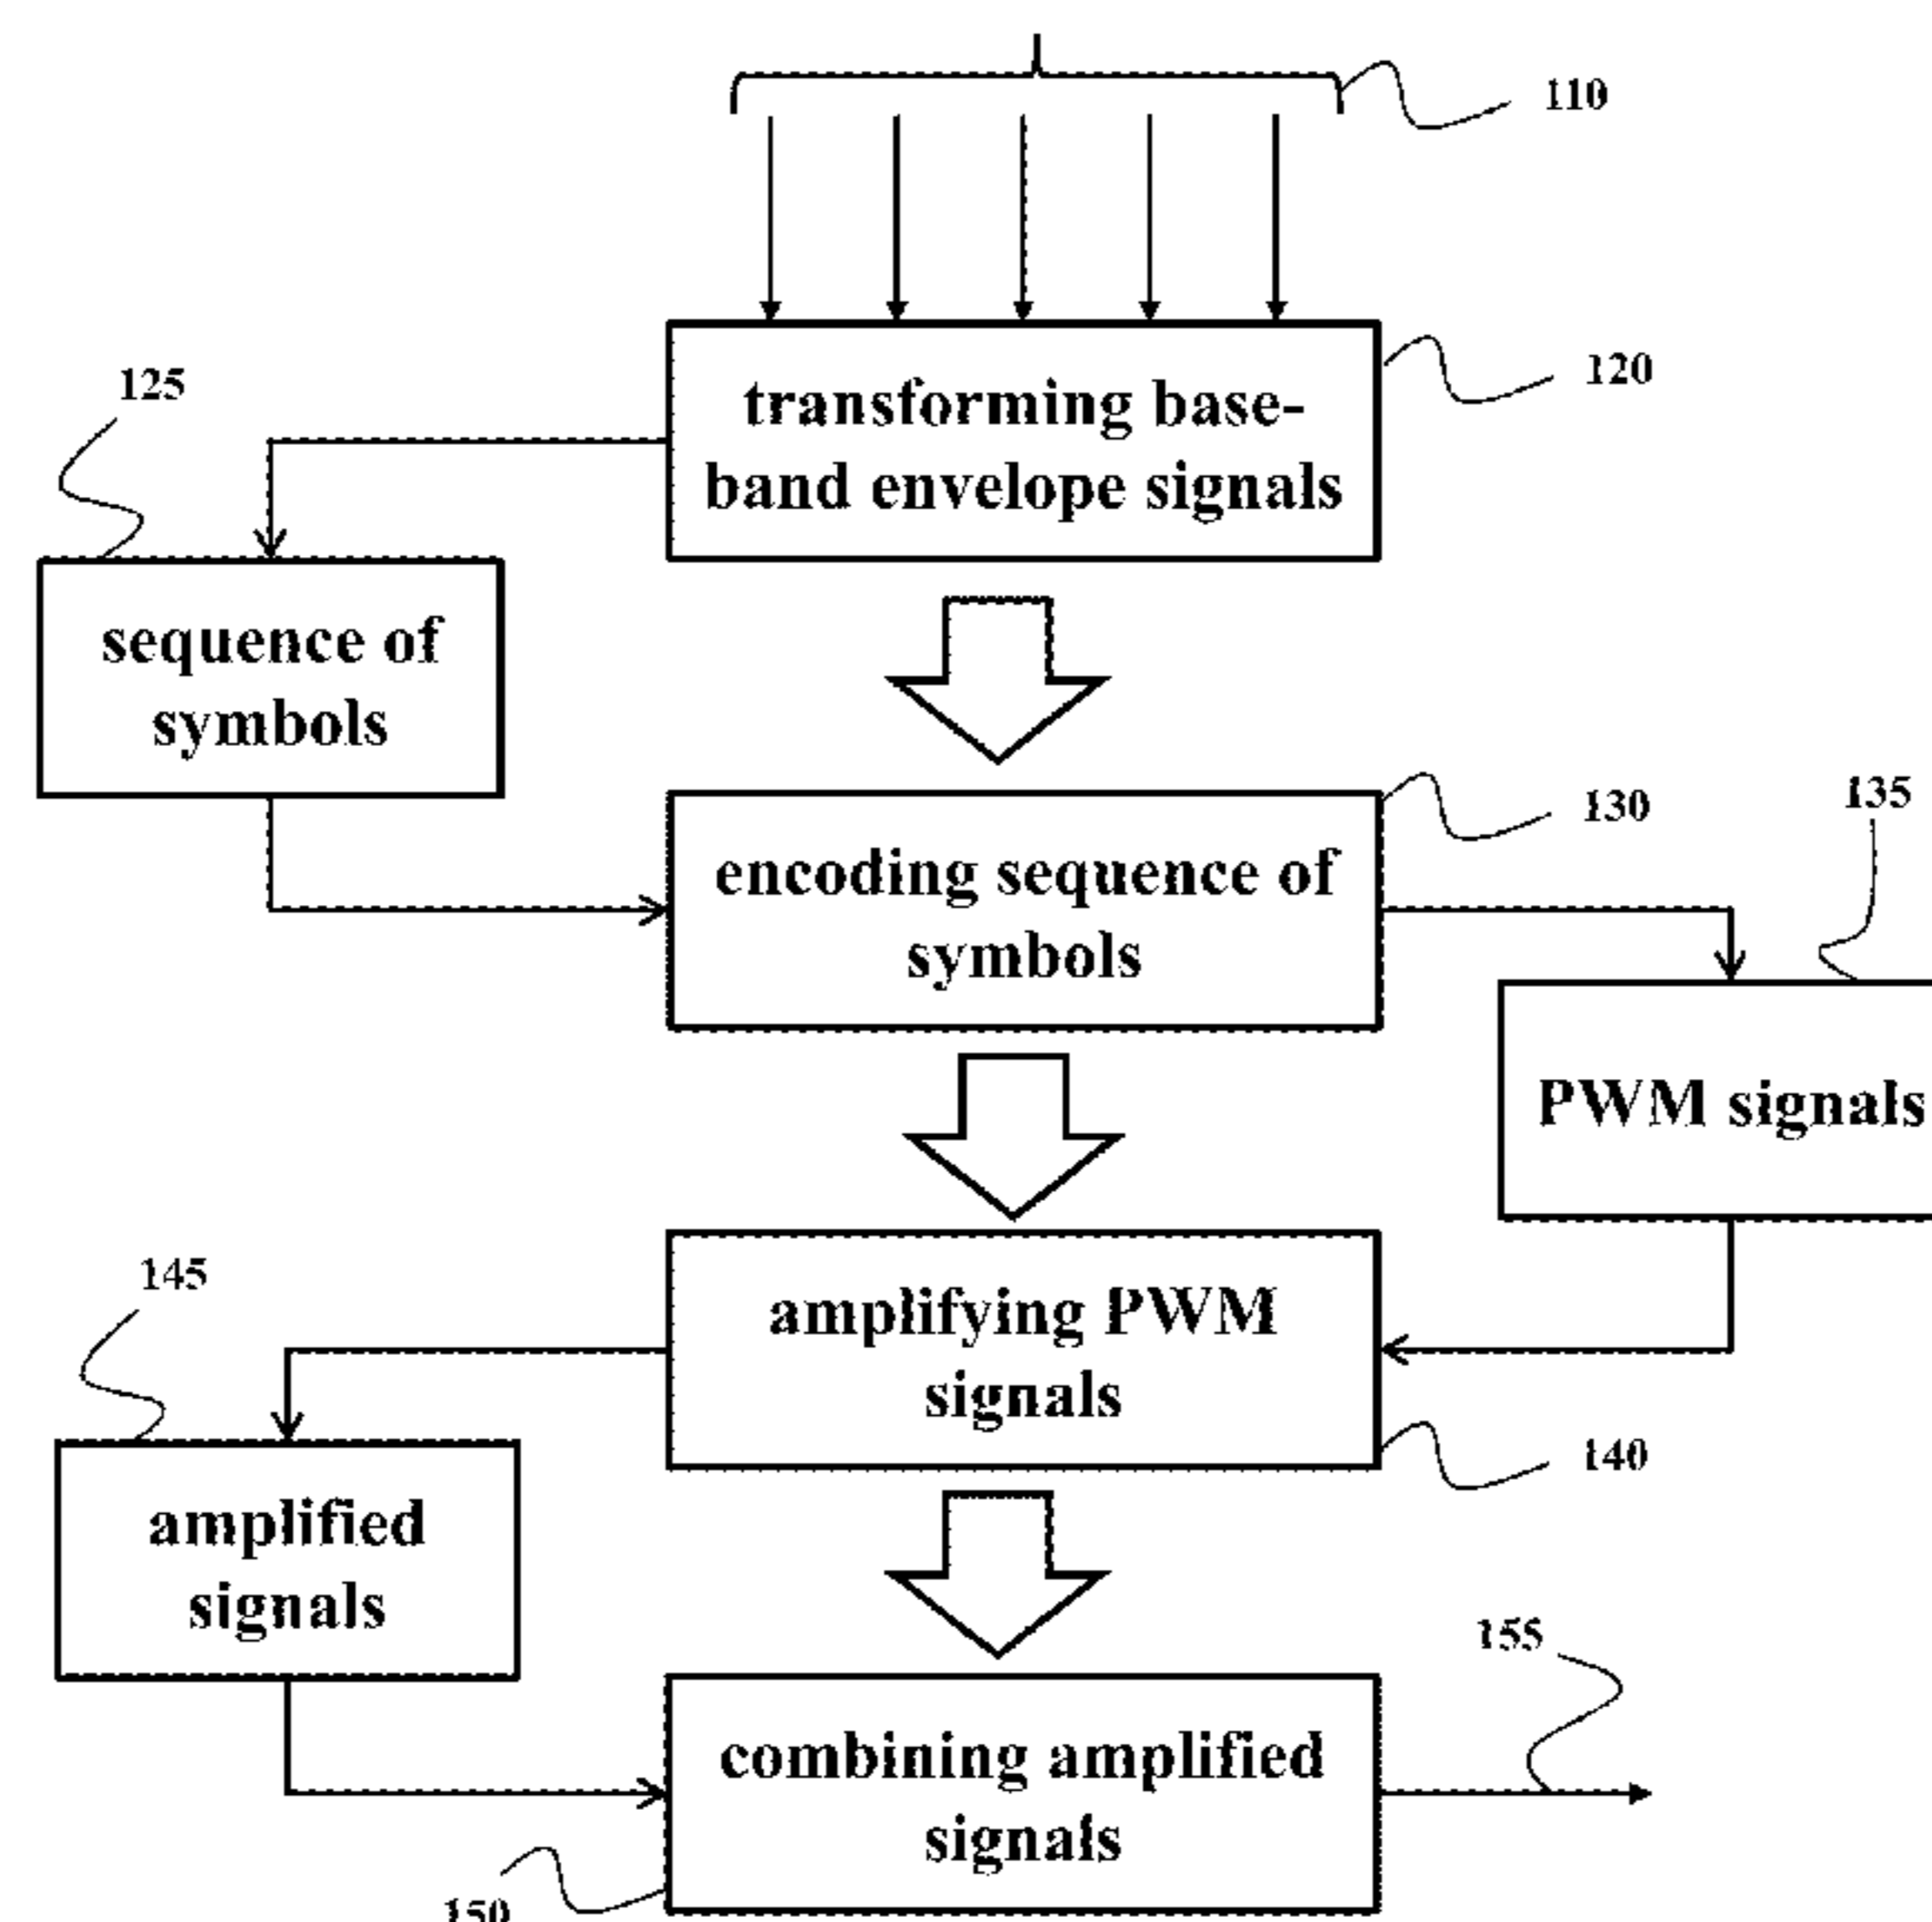 110
120
transforming base-
band envelope signals
125
sequence of
symbols
130
encoding sequence of
symbols
135
PWM signals
amplifying PWM
signals
140
145
amplified
signals
155
combining amplified
signals
150